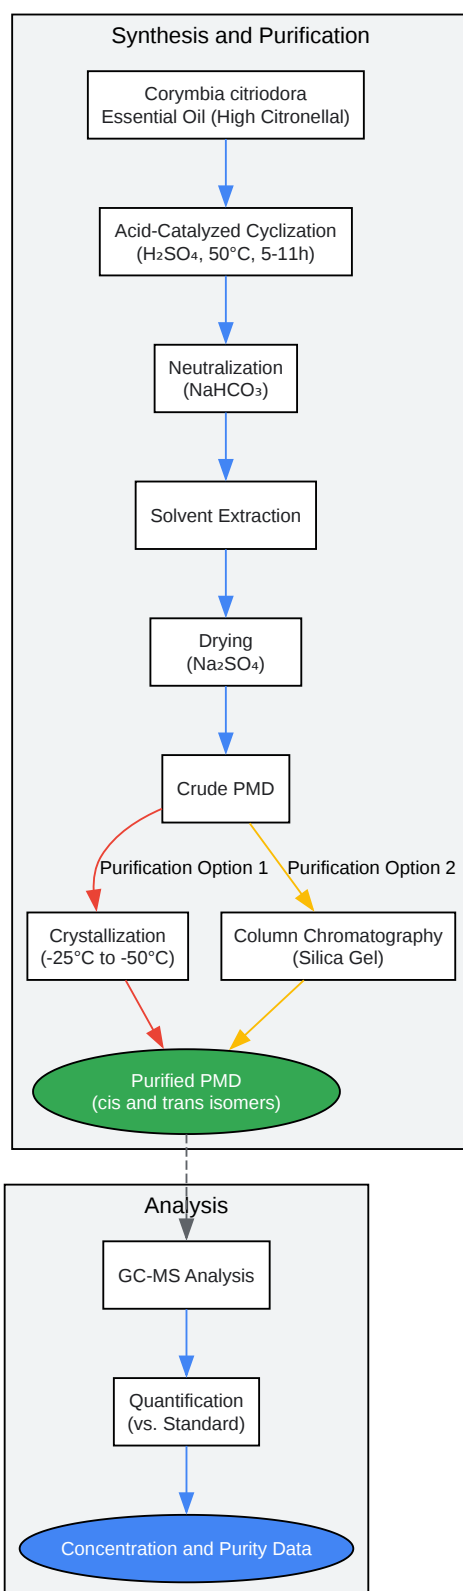 Synthesis and Purification
Corymbia citriodora
Essential Oil (High Citronellal)
Acid-Catalyzed Cyclization
(H₂SO₄, 50°C, 5-11h)
Neutralization
(NaHCO₃)
Solvent Extraction
Drying
(Na₂SO₄)
Crude PMD
Purification Option 1
Purification Option 2
Crystallization
(-25°C to -50°C)
Column Chromatography
(Silica Gel)
Purified PMD
(cis and trans isomers)
Analysis
GC-MS Analysis
Quantification
(vs. Standard)
Concentration and Purity Data